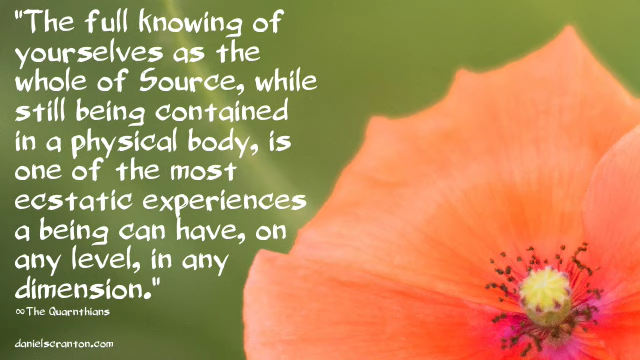 "The full knowing of
yourselves as the
whole of Source, while
still being contained
in a physical body, is
one of the most
ecstatic experiences
a being can have, on
any level, in any
dimension."
∞The Quarnthians
danielscranton.com